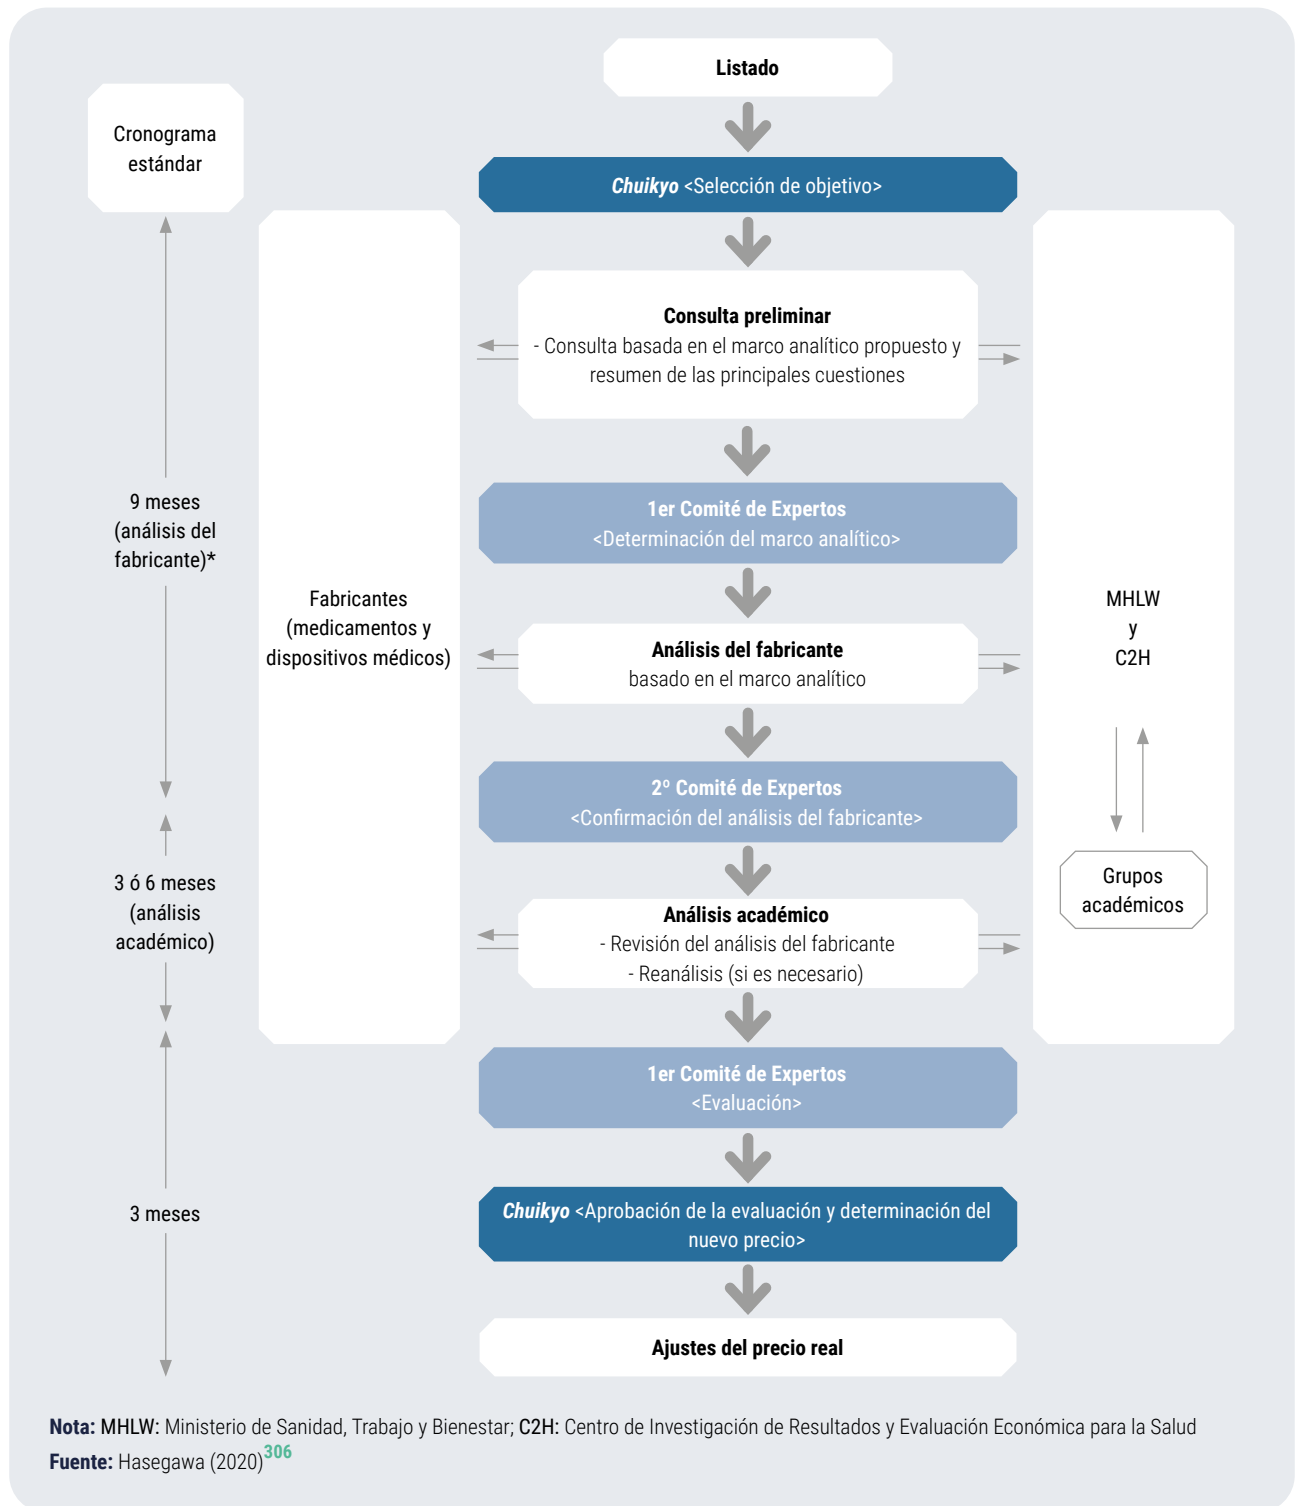 Listado
Cronograma
estándar
Chuikyo <Selección de objetivo>
Consulta preliminar
- Consulta basada en el marco analítico propuesto y
resumen de las principales cuestiones
1er Comité de Expertos
<Determinación del marco analítico>
9 meses
(análisis del
fabricante)*
Fabricantes
(medicamentos y
dispositivos médicos)
MHLW
y
C2H
Análisis del fabricante
basado en el marco analítico
2º Comité de Expertos
<Confirmación del análisis del fabricante>
3 ó 6 meses
(análisis
académico)
Grupos
académicos
Análisis académico
- Revisión del análisis del fabricante
- Reanálisis (si es necesario)
1er Comité de Expertos
<Evaluación>
3 meses
Chuikyo <Aprobación de la evaluación y determinación del
nuevo precio>
Ajustes del precio real
Nota: MHLW: Ministerio de Sanidad, Trabajo y Bienestar; C2H: Centro de Investigación de Resultados y Evaluación Económica para la Salud
Fuente: Hasegawa (2020)306